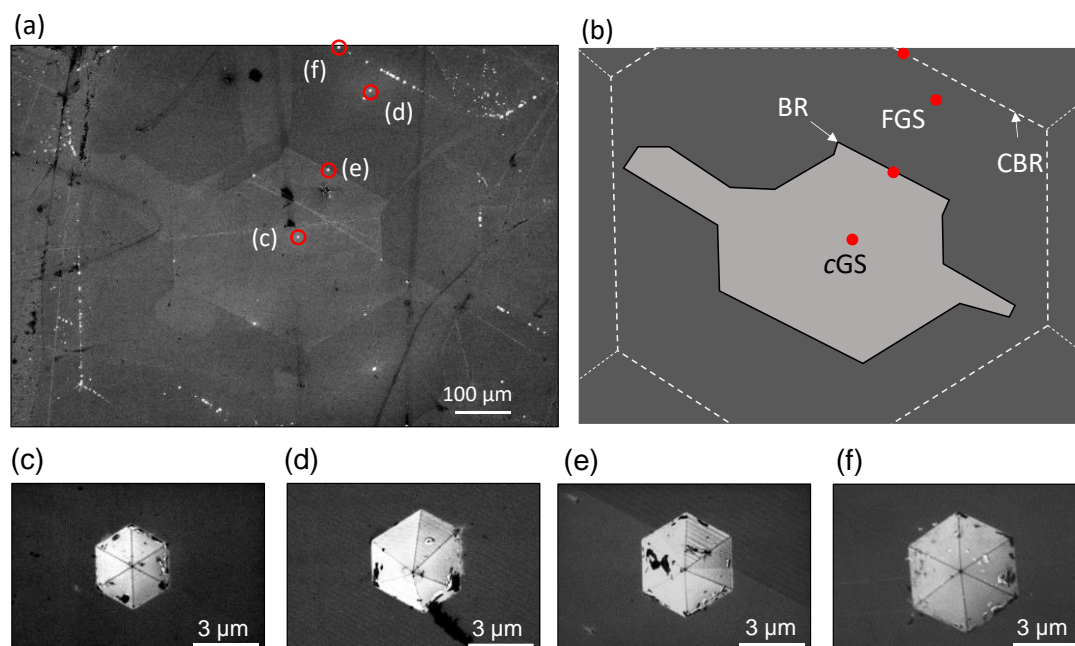 (a)
(f)
(d)
(e)
(c)
100 µm
(b)
BR
FGS
CBR
cGS
(c)
(d)
(e)
(f)
3 µm
3 µm
3 µm
3 µm